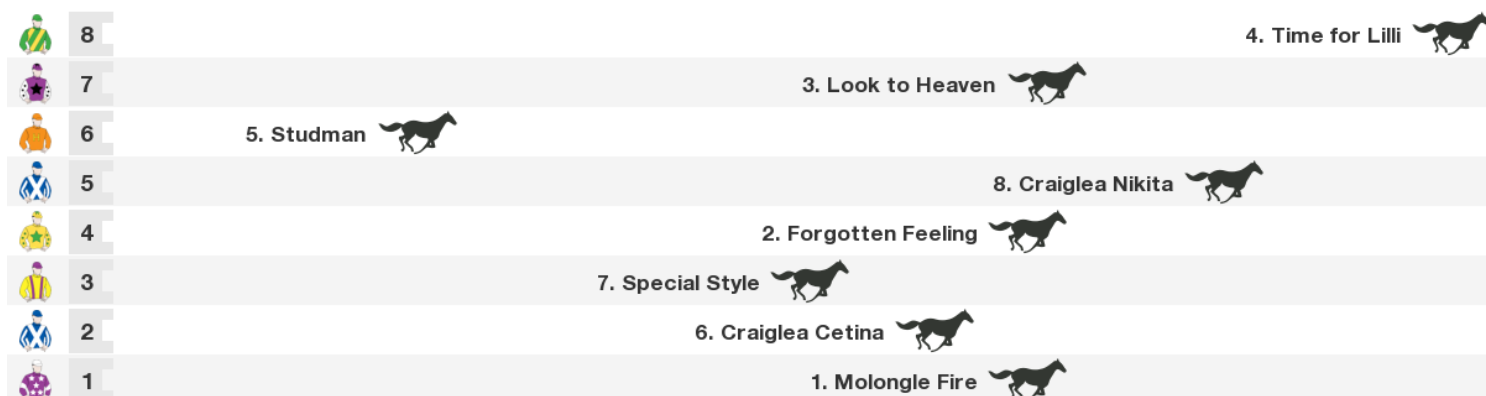 8 4. Time for Lilli
7 3. Look to Heaven
6 5. Studman
5 8. Craiglea Nikita
4 2. Forgotten Feeling
3 7. Special Style
2 6. Craiglea Cetina
1 1. Molongle Fire